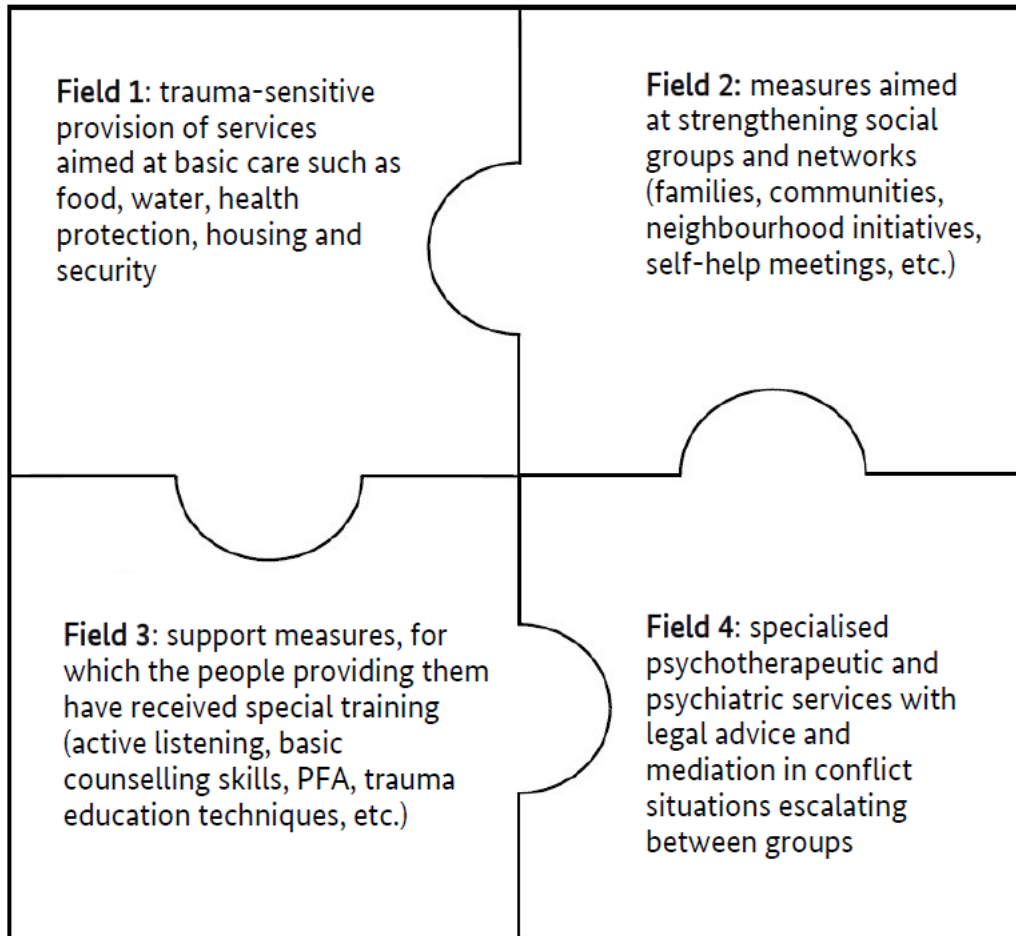 Field 1: trauma-sensitive
provision of services
aimed at basic care such as
food, water, health
protection, housing and
security
Field 2: measures aimed
at strengthening social
groups and networks
(families, communities,
neighbourhood initiatives,
self-help meetings, etc.)
Field 3: support measures, for
which the people providing them
have received special training
(active listening, basic
counselling skills, PFA, trauma
education techniques, etc.)
Field 4: specialised
psychotherapeutic and
psychiatric services with
legal advice and
mediation in conflict
situations escalating
between groups